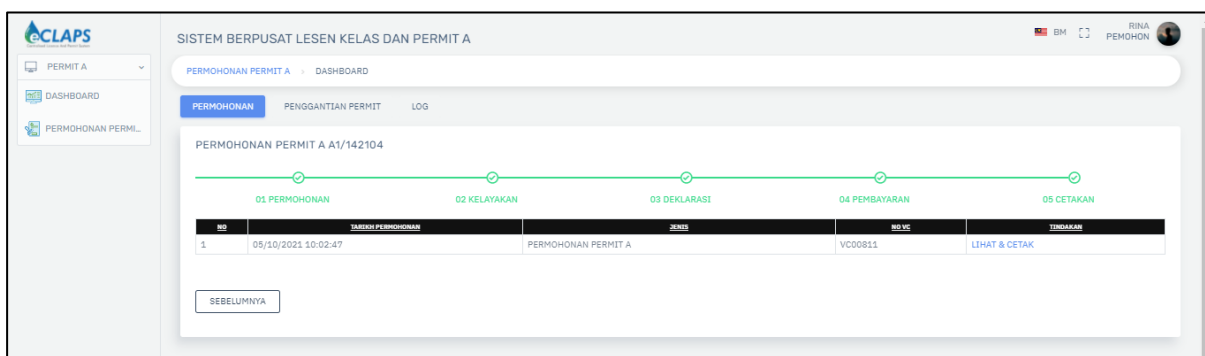 eCLAPS
SISTEM BERPUSAT LESEN KELAS DAN PERMIT A
BM
RINA
PEMOHON
PERMIT A
DASHBOARD
PERMOHONAN PERMI...
PERMOHONAN PERMIT A
DASHBOARD
PERMOHONAN PENGGANTIAN PERMIT LOG
PERMOHONAN PERMIT A A1/142104
01 PERMOHONAN 02 KELAYAKAN 03 DEKLARASI 04 PEMBAYARAN 05 CETAKAN
NO TARIKH PERMOHONAN JENIS NO VC TINDAKAN
1 05/10/2021 10:02:47 PERMOHONAN PERMIT A VC00811 LIHAT & CETAK
SEBELUMNYA